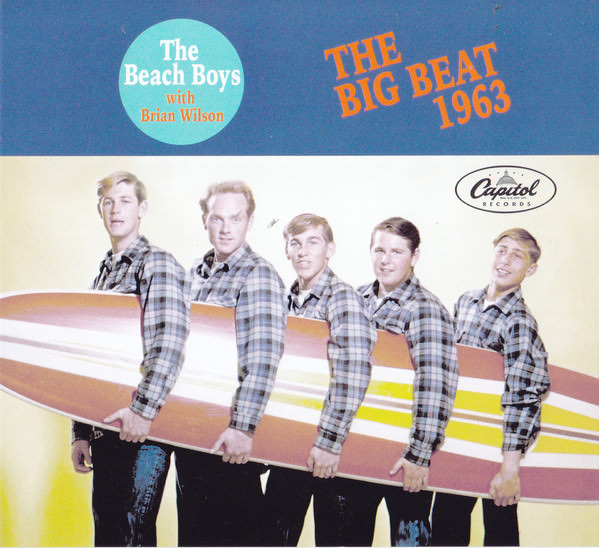 The
Beach Boys
with
Brian Wilson
THE
BIG BEAT
1963
Capitol
RECORDS